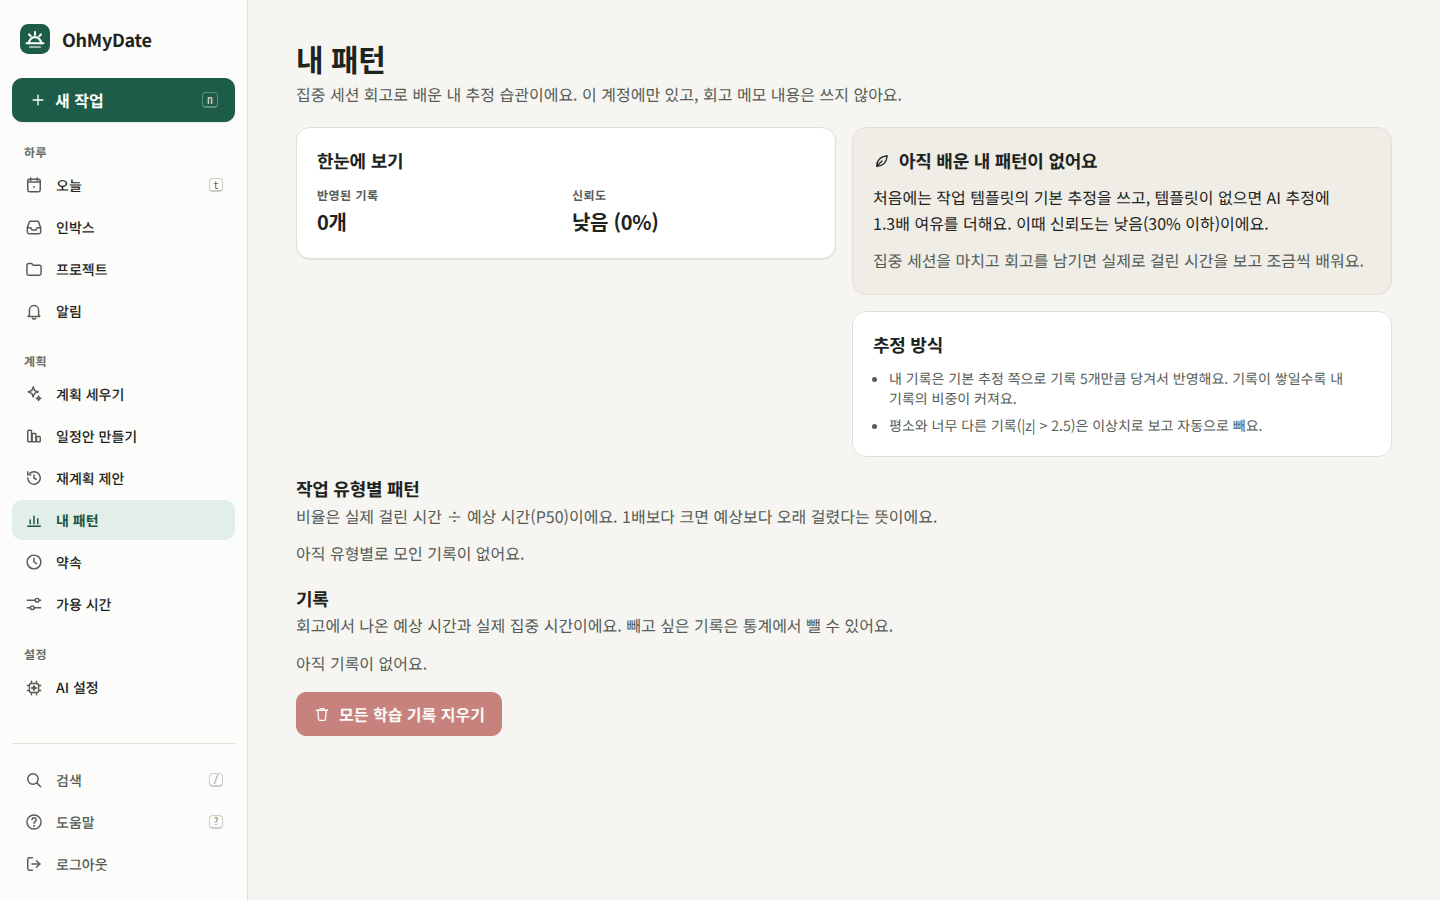 OhMyDate
새 작업
n
하루
오늘
t
인박스
프로젝트
알림
계획
계획 세우기
일정안 만들기
재계획 제안
내 패턴
약속
가용 시간
설정
AI 설정
검색
/
도움말
?
로그아웃
내 패턴
집중 세션 회고로 배운 내 추정 습관이에요. 이 계정에만 있고, 회고 메모 내용은 쓰지 않아요.
한눈에 보기
반영된 기록
0개
신뢰도
낮음 (0%)
아직 배운 내 패턴이 없어요
처음에는 작업 템플릿의 기본 추정을 쓰고, 템플릿이 없으면 AI 추정에
1.3배 여유를 더해요. 이때 신뢰도는 낮음(30% 이하)이에요.
집중 세션을 마치고 회고를 남기면 실제로 걸린 시간을 보고 조금씩 배워요.
추정 방식
내 기록은 기본 추정 쪽으로 기록 5개만큼 당겨서 반영해요. 기록이 쌓일수록 내
기록의 비중이 커져요.
평소와 너무 다른 기록(|z| > 2.5)은 이상치로 보고 자동으로 빼요.
작업 유형별 패턴
비율은 실제 걸린 시간 ÷ 예상 시간(P50)이에요. 1배보다 크면 예상보다 오래 걸렸다는 뜻이에요.
아직 유형별로 모인 기록이 없어요.
기록
회고에서 나온 예상 시간과 실제 집중 시간이에요. 빼고 싶은 기록은 통계에서 뺄 수 있어요.
아직 기록이 없어요.
모든 학습 기록 지우기